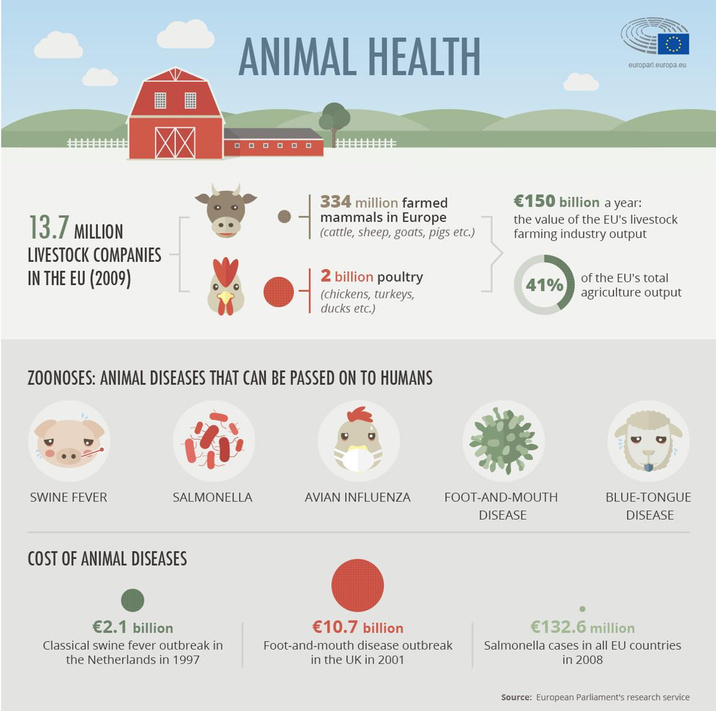 ANIMAL HEALTH
europarl.europa.eu
13.7 MILLION
LIVESTOCK COMPANIES
IN THE EU (2009)
334 million farmed
mammals in Europe
(cattle, sheep, goats, pigs etc.)
2 billion poultry
(chickens, turkeys,
ducks etc.)
€150 billion a year:
the value of the EU's livestock
farming industry output
41%
of the EU's total
agriculture output
ZOONOSES: ANIMAL DISEASES THAT CAN BE PASSED ON TO HUMANS
SWINE FEVER
SALMONELLA
AVIAN INFLUENZA
FOOT-AND-MOUTH
DISEASE
BLUE-TONGUE
DISEASE
COST OF ANIMAL DISEASES
€2.1 billion
Classical swine fever outbreak in
the Netherlands in 1997
€10.7 billion
Foot-and-mouth disease outbreak
in the UK in 2001
€132.6 million
Salmonella cases in all EU countries
in 2008
Source: European Parliament's research service